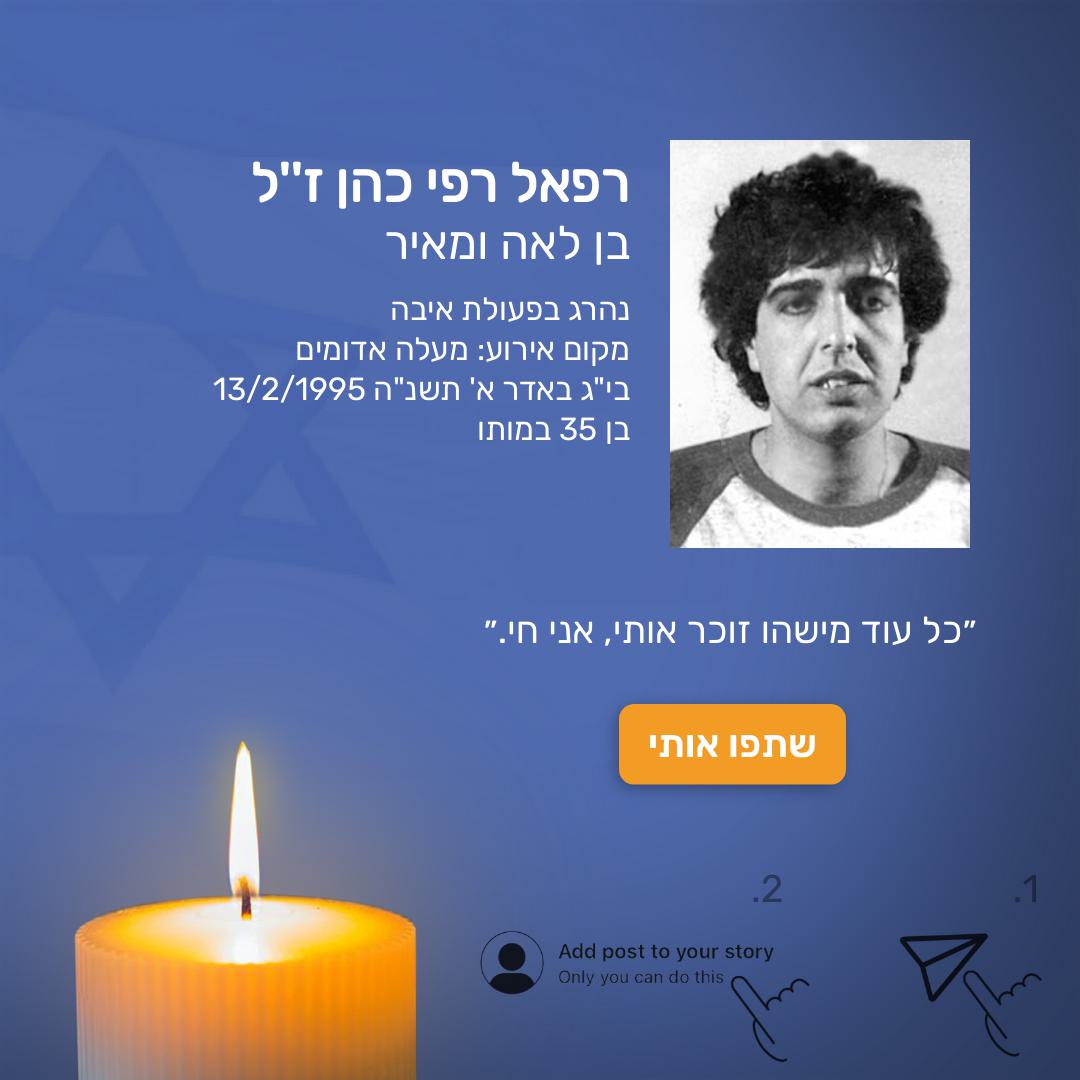 רפאל רפי כהן ז"ל
בן לאה ומאיר
נהרג בפעולת איבה
מקום אירוע: מעלה אדומים
בי"ג באדר א' תשנ"ה 13/2/1995
בן 35 במותו
״כל עוד מישהו זוכר אותי, אני חי.״
שתפו אותי
1.
2.
Add post to your story
Only you can do this